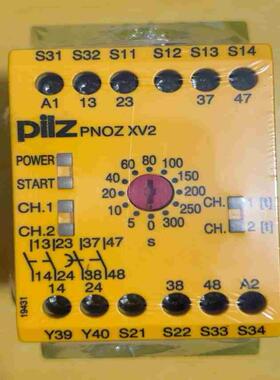 S31 S32 S11 S12 S13 S14
A1 13 23 37 47
pilz PNOZ XV2
POWER
START
CH.1
CH.2
80
60 100
40 150
20 200
10 250
5 300
0
s
CH. 1 [t]
CH. 2 [t]
13 23 37 47
14 24 38 48
14 24 38 48 A2
19431
Y39 Y40 S21 S22 S33 S34